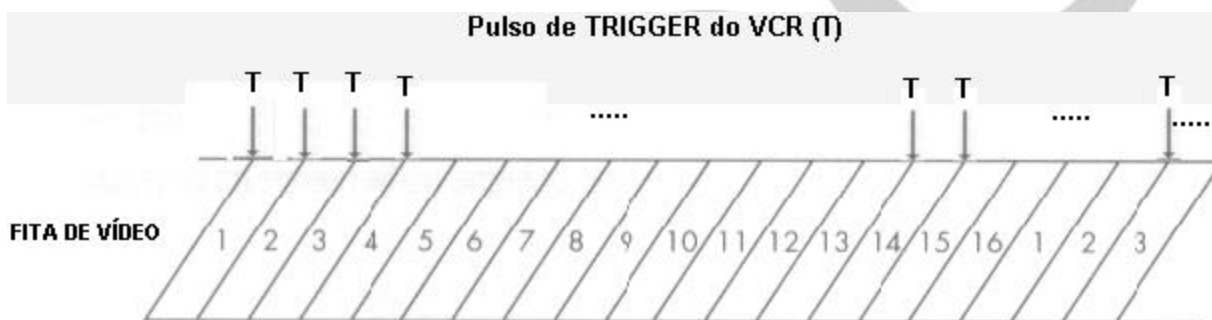 Pulso de TRIGGER do VCR (T)
T T T T T T T
..... ..... .....
FITA DE VÍDEO 1 2 3 4 5 6 7 8 9 10 11 12 13 14 15 16 1 2 3